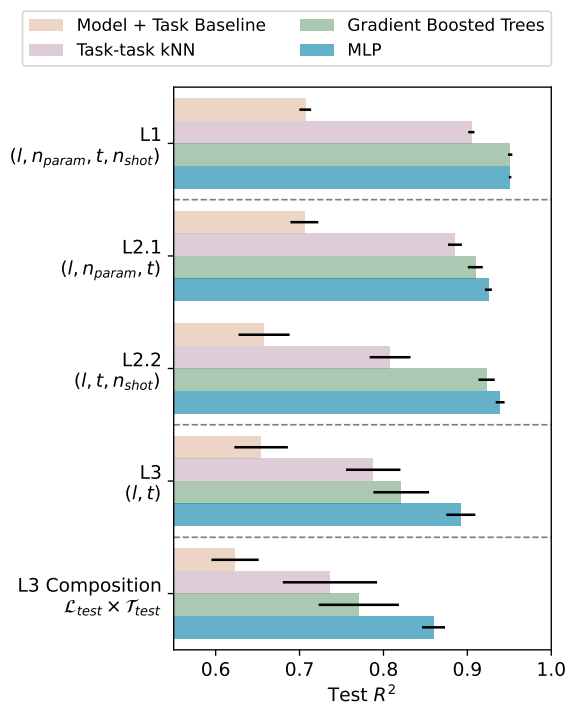 Model + Task Baseline
Task-task kNN
Gradient Boosted Trees
MLP
L1
(l, n_param, t, n_shot)
L2.1
(l, n_param, t)
L2.2
(l, t, n_shot)
L3
(l, t)
L3 Composition
ℒ_test × 𝒯_test
0.6 0.7 0.8 0.9 1.0
Test R²